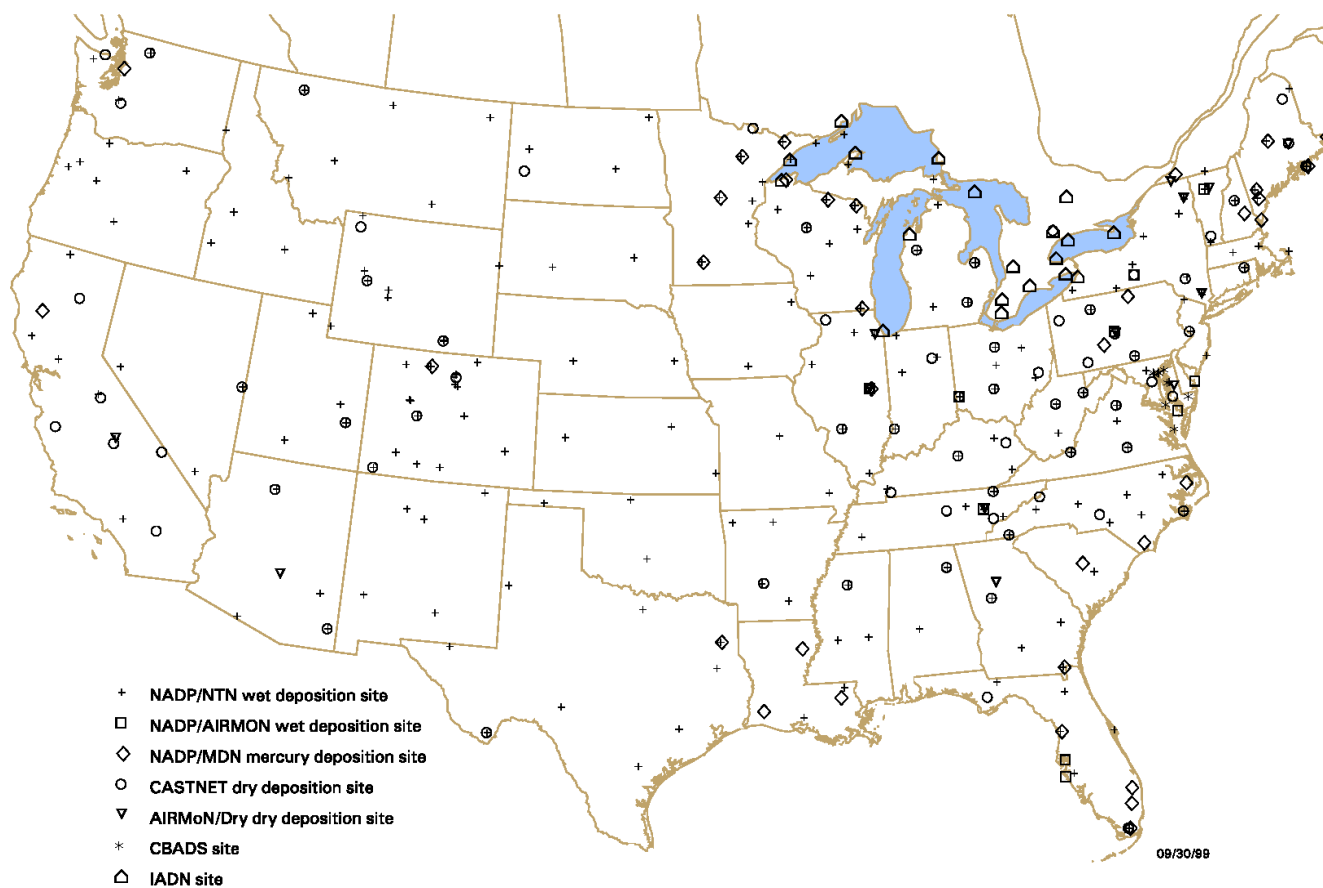 NADP/NTN wet deposition site
NADP/AIRMON wet deposition site
NADP/MDN mercury deposition site
CASTNET dry deposition site
AIRMoN/Dry dry deposition site
CBADS site
IADN site
09/30/99